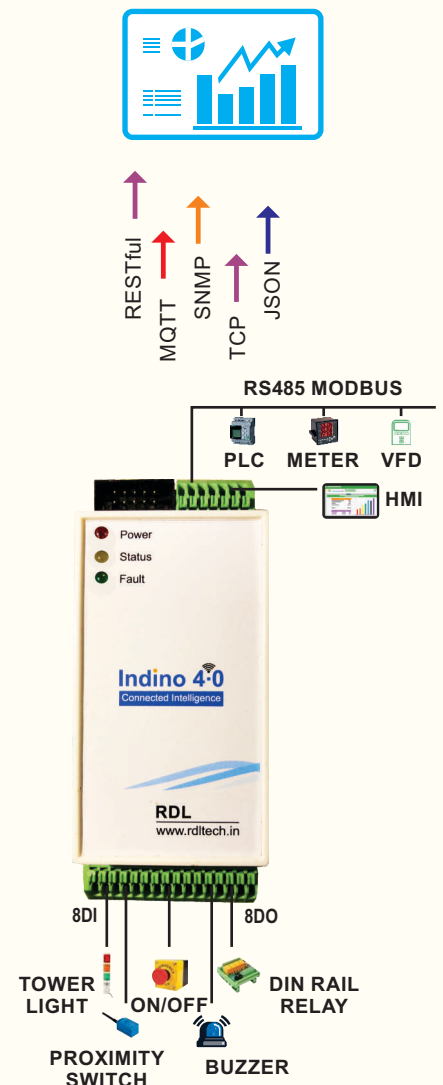 RESTful
MQTT
SNMP
TCP
JSON
RS485 MODBUS
PLC METER VFD
HMI
Power
Status
Fault
Indino 4.0
Connected Intelligence
RDL
www.rdltech.in
8DI 8DO
TOWER
LIGHT
ON/OFF
DIN RAIL
RELAY
PROXIMITY
SWITCH
BUZZER